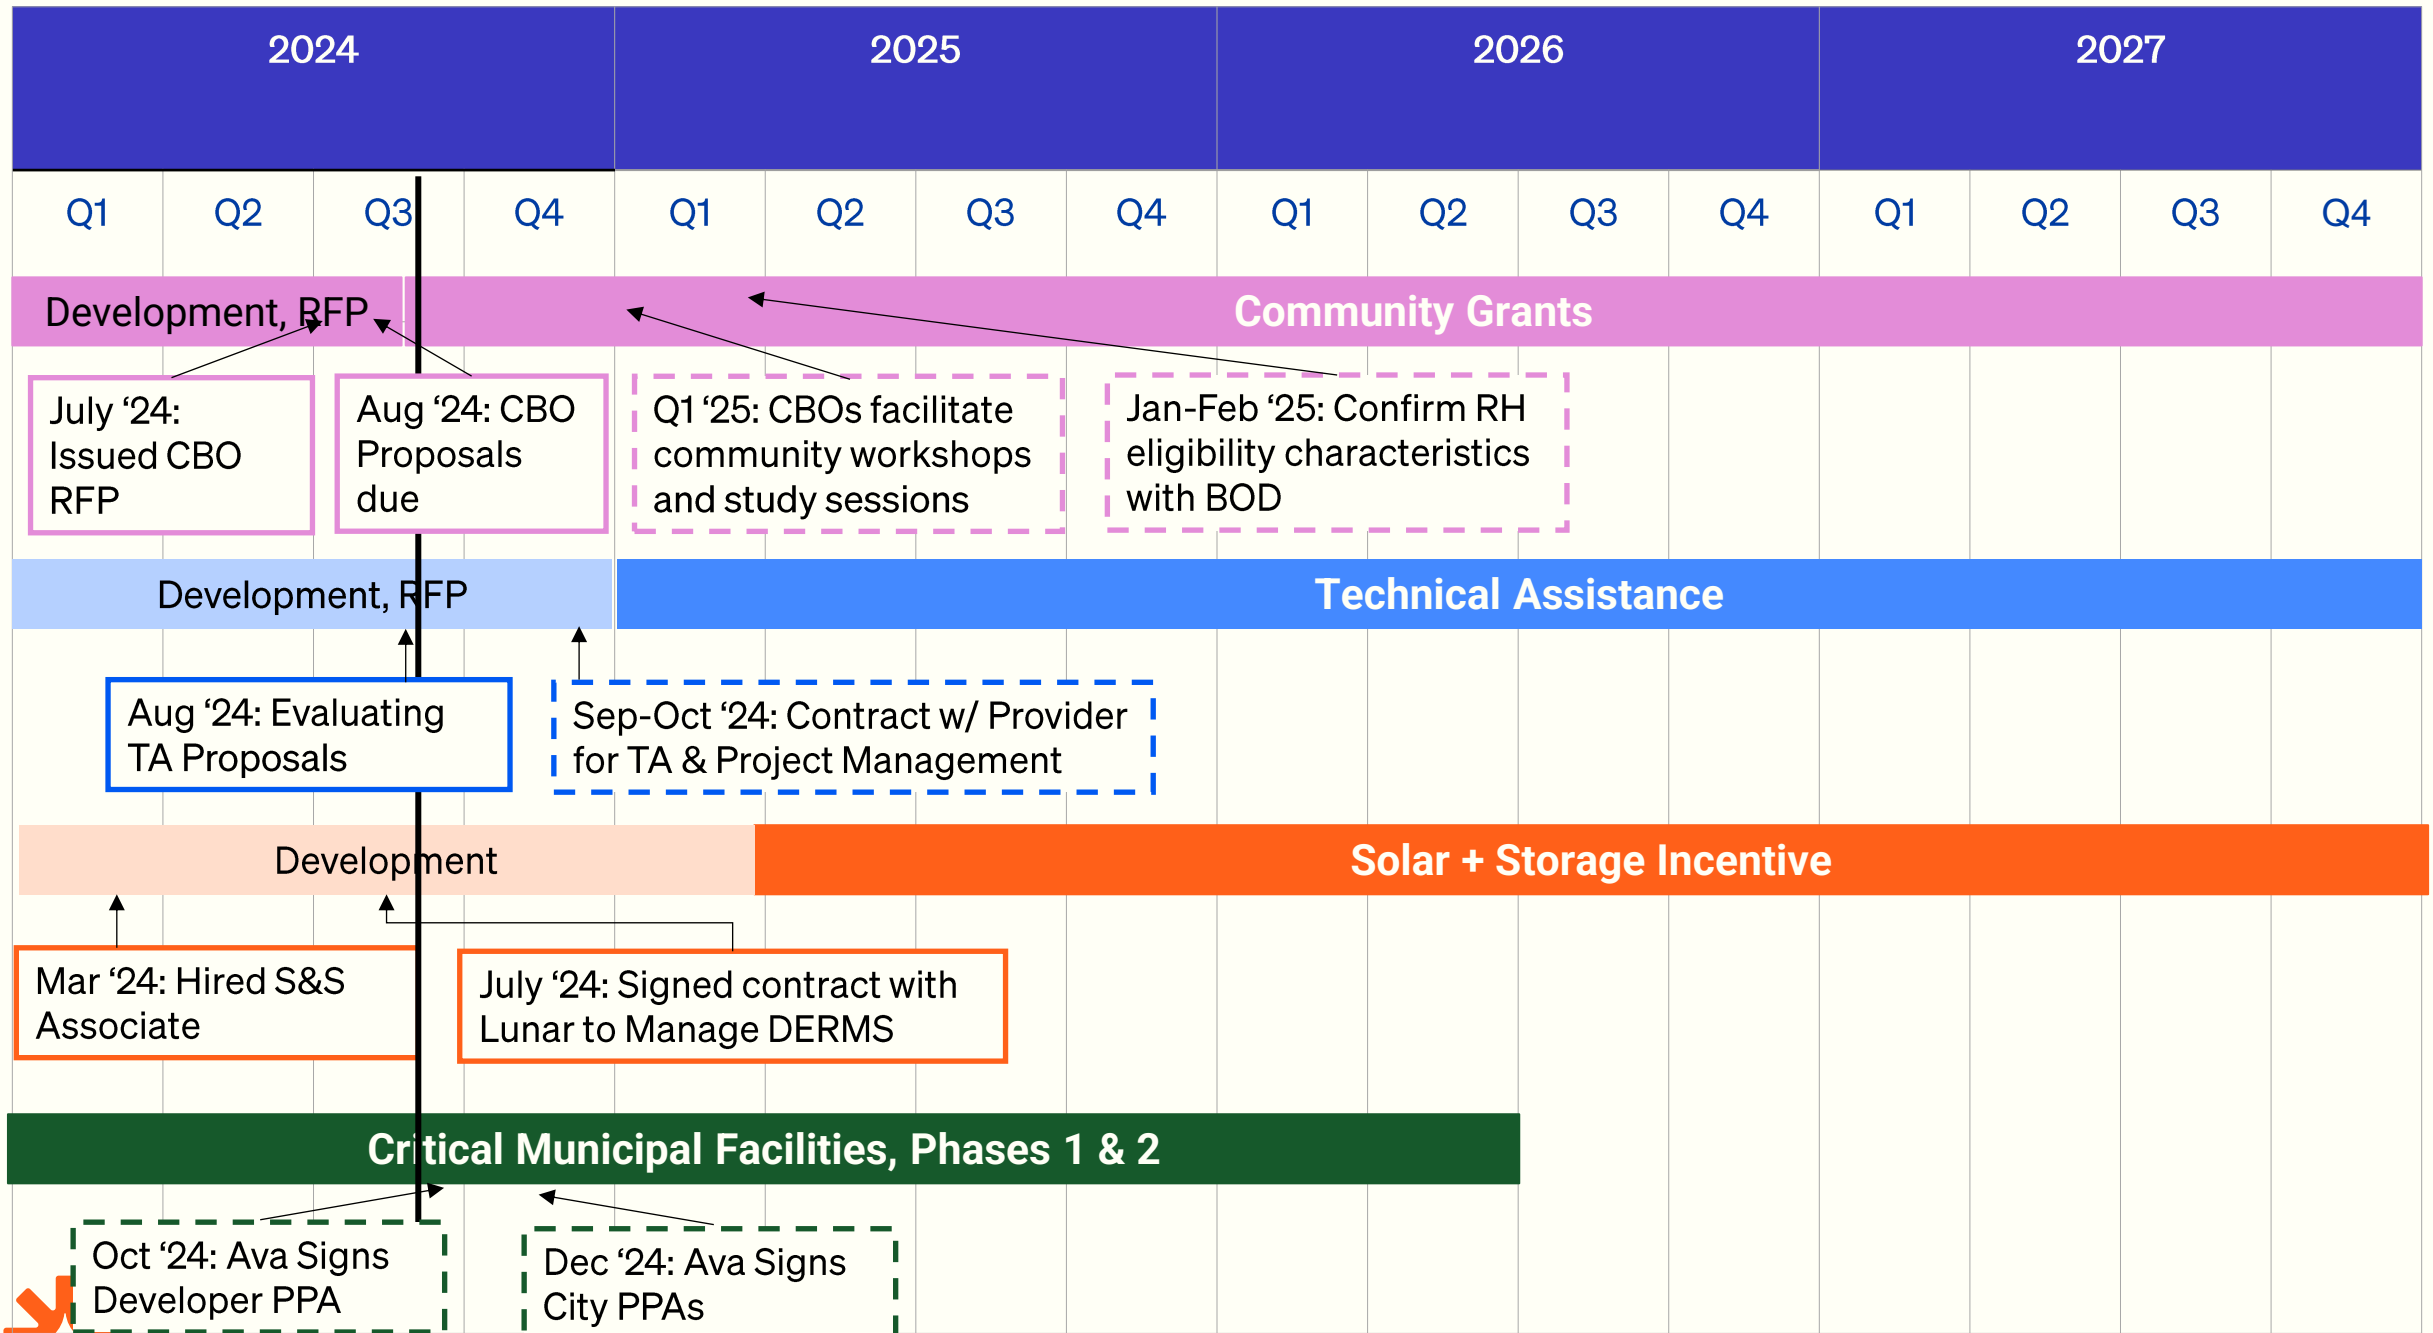 2024 2025 2026 2027
Q1 Q2 Q3 Q4 Q1 Q2 Q3 Q4 Q1 Q2 Q3 Q4 Q1 Q2 Q3 Q4
Development, RFP
Community Grants
July ‘24:
Issued CBO
RFP
Aug ‘24: CBO
Proposals
due
Q1 ‘25: CBOs facilitate
community workshops
and study sessions
Jan-Feb ‘25: Confirm RH
eligibility characteristics
with BOD
Development, RFP
Technical Assistance
Aug ‘24: Evaluating
TA Proposals
Sep-Oct ‘24: Contract w/ Provider
for TA & Project Management
Development
Solar + Storage Incentive
Mar ‘24: Hired S&S
Associate
July ‘24: Signed contract with
Lunar to Manage DERMS
Critical Municipal Facilities, Phases 1 & 2
Oct ‘24: Ava Signs
Developer PPA
Dec ‘24: Ava Signs
City PPAs